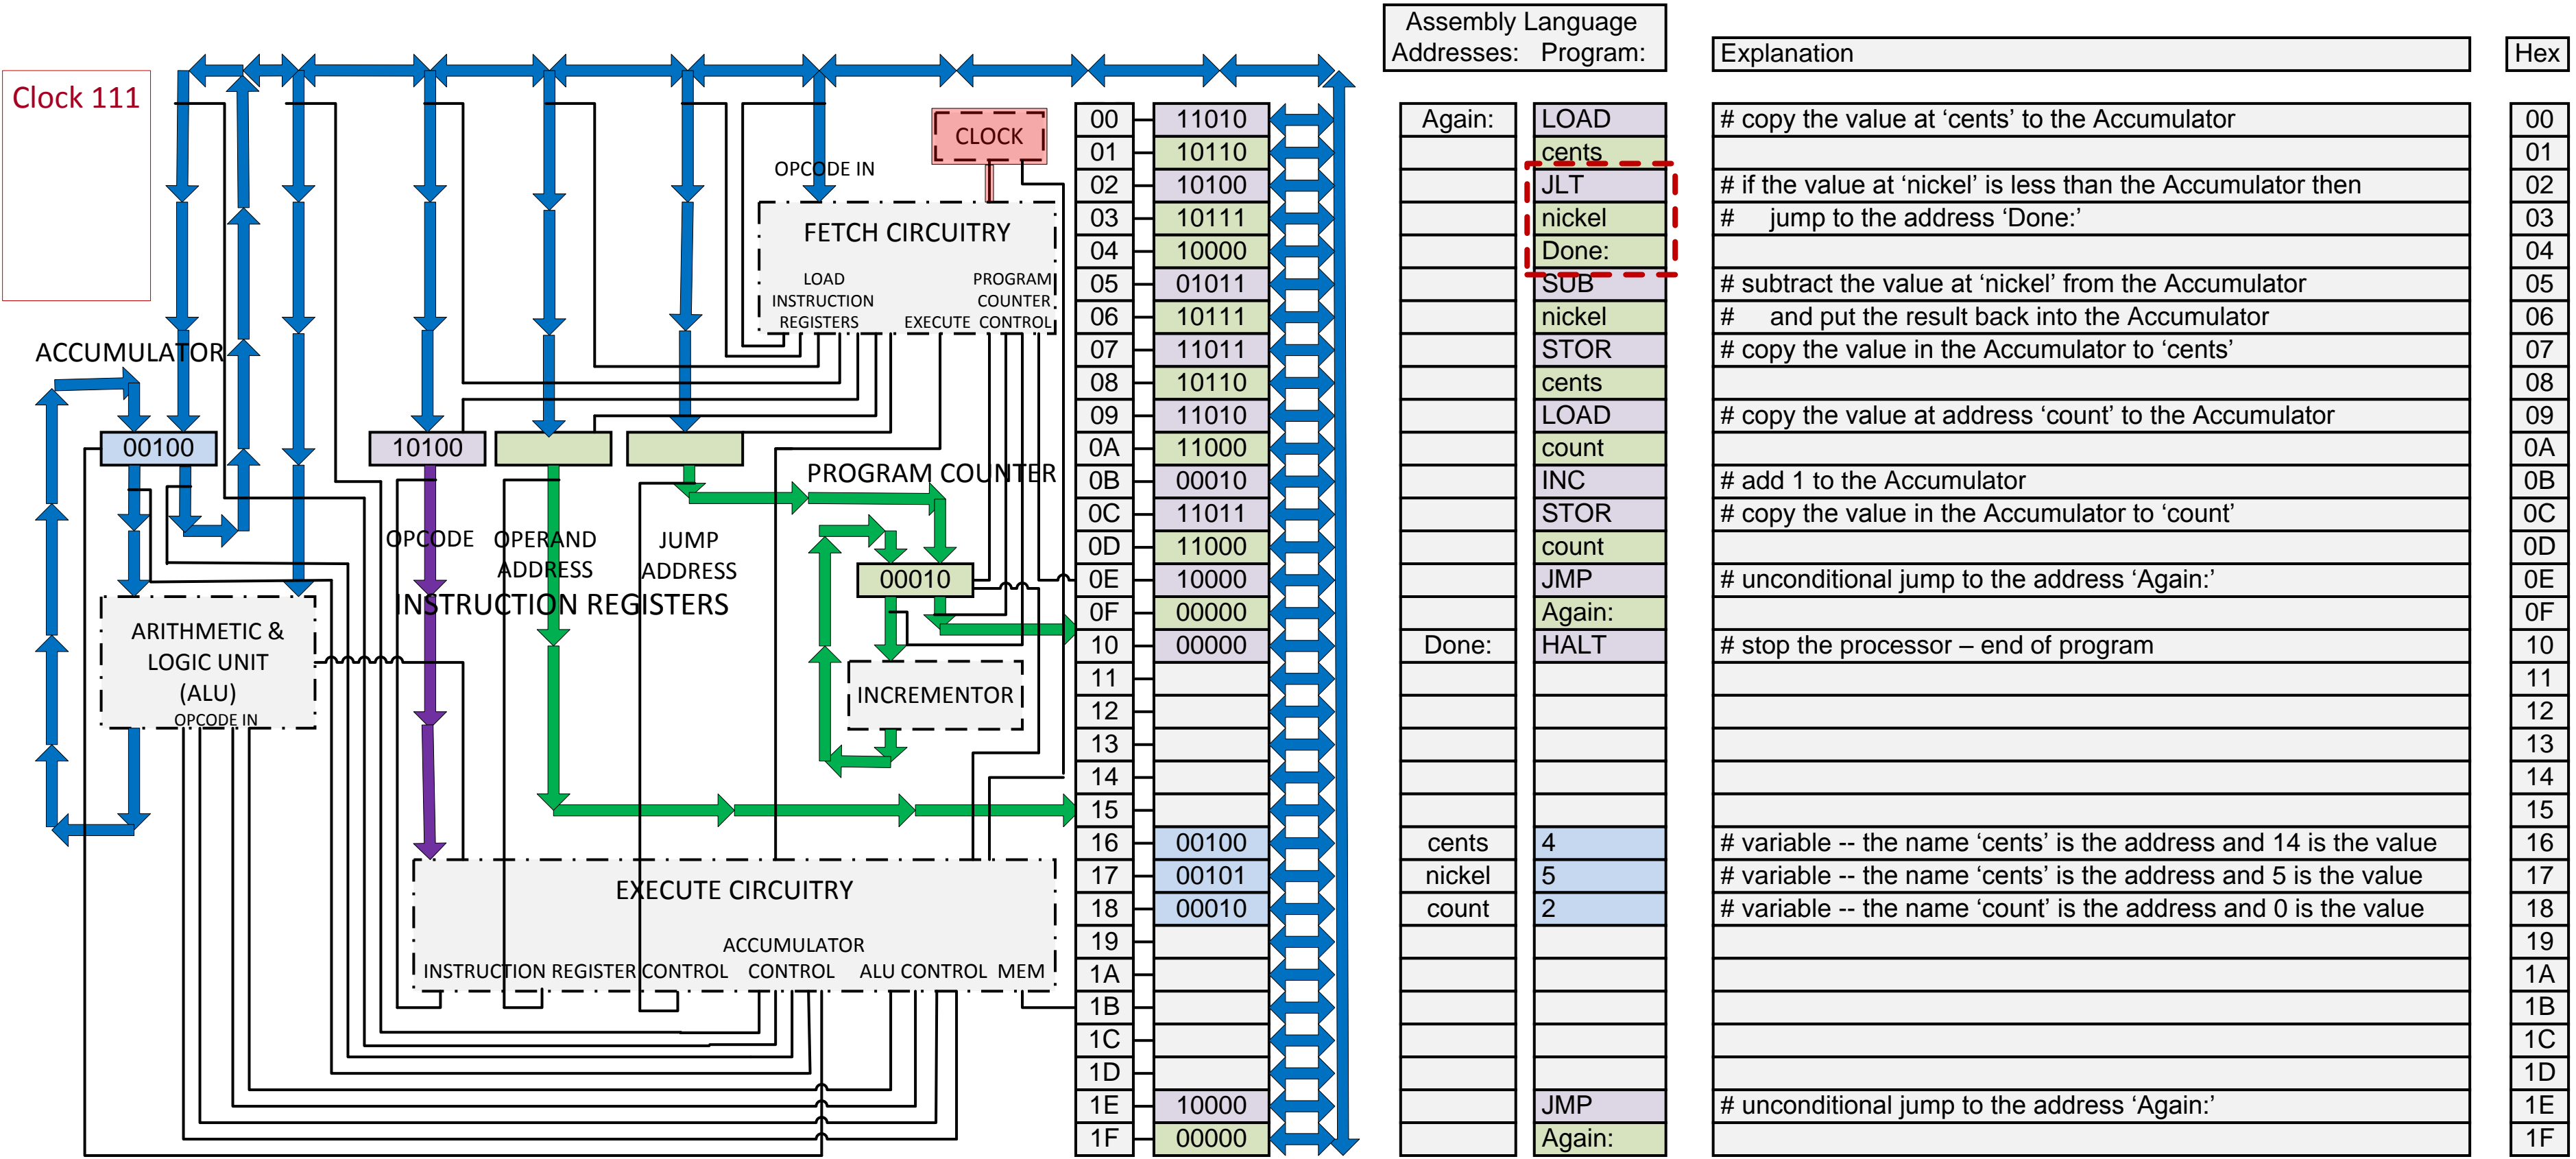 Assembly Language
Addresses: Program:
Explanation
Hex
Clock 111
CLOCK
OPCODE IN
FETCH CIRCUITRY
LOAD
INSTRUCTION
REGISTERS
EXECUTE
PROGRAM
COUNTER
CONTROL
ACCUMULATOR
00100
10100
PROGRAM COUNTER
OPCODE
OPERAND
ADDRESS
JUMP
ADDRESS
INSTRUCTION REGISTERS
00010
INCREMENTOR
ARITHMETIC &
LOGIC UNIT
(ALU)
OPCODE IN
EXECUTE CIRCUITRY
INSTRUCTION REGISTER CONTROL
ACCUMULATOR
CONTROL
ALU CONTROL
MEM
00 11010 Again: LOAD # copy the value at ‘cents’ to the Accumulator 00
01 10110 cents 01
02 10100 JLT # if the value at ‘nickel’ is less than the Accumulator then 02
03 10111 nickel # jump to the address ‘Done:’ 03
04 10000 Done: 04
05 01011 SUB # subtract the value at ‘nickel’ from the Accumulator 05
06 10111 nickel # and put the result back into the Accumulator 06
07 11011 STOR # copy the value in the Accumulator to ‘cents’ 07
08 10110 cents 08
09 11010 LOAD # copy the value at address ‘count’ to the Accumulator 09
0A 11000 count 0A
0B 00010 INC # add 1 to the Accumulator 0B
0C 11011 STOR # copy the value in the Accumulator to ‘count’ 0C
0D 11000 count 0D
0E 10000 JMP # unconditional jump to the address ‘Again:’ 0E
0F 00000 Again: 0F
10 00000 Done: HALT # stop the processor – end of program 10
11 11
12 12
13 13
14 14
15 15
16 00100 cents 4 # variable -- the name ‘cents’ is the address and 14 is the value 16
17 00101 nickel 5 # variable -- the name ‘cents’ is the address and 5 is the value 17
18 00010 count 2 # variable -- the name ‘count’ is the address and 0 is the value 18
19 19
1A 1A
1B 1B
1C 1C
1D 1D
1E 10000 JMP # unconditional jump to the address ‘Again:’ 1E
1F 00000 Again: 1F